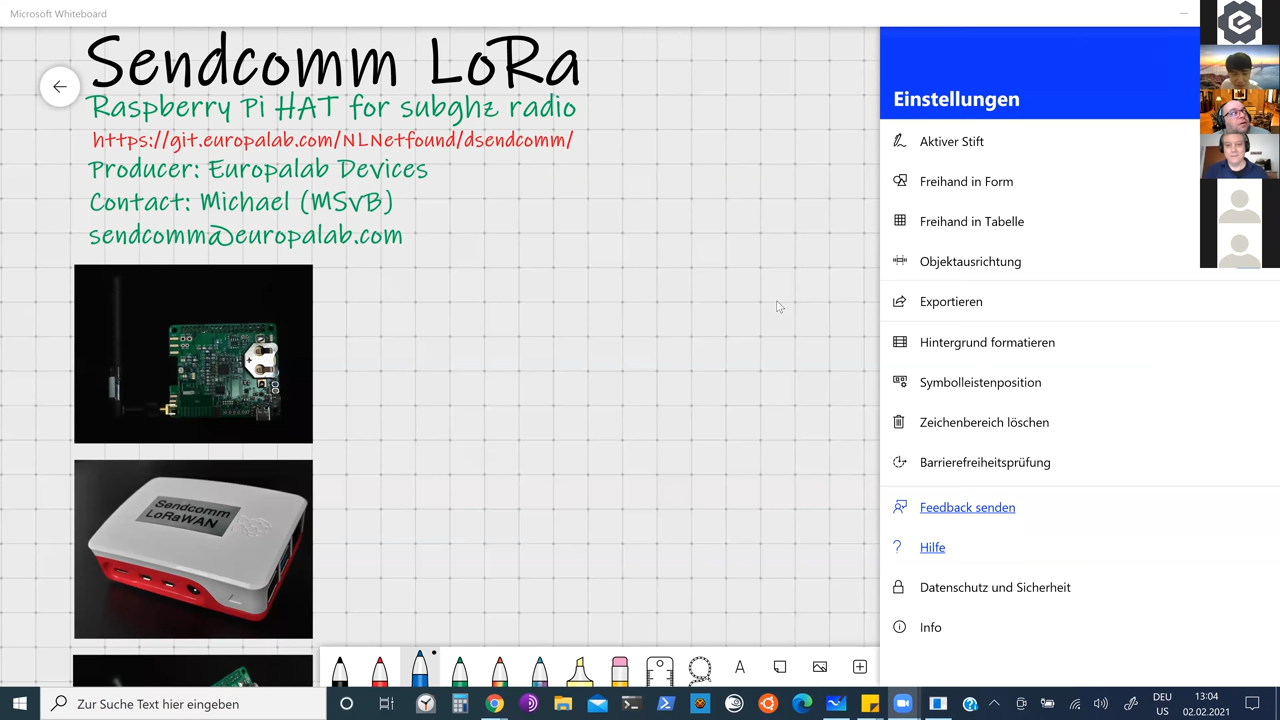 Microsoft Whiteboard
Sendcomm LoRa
Raspberry Pi HAT for subghz radio
https://git.europalab.com/NLNetfound/dsendcomm/
Producer: Europalab Devices
Contact: Michael (MSvB)
sendcomm@europalab.com
Sendcomm
LoRaWAN
Einstellungen
Aktiver Stift
Freihand in Form
Freihand in Tabelle
Objektausrichtung
Exportieren
Hintergrund formatieren
Symbolleistenposition
Zeichenbereich löschen
Barrierefreiheitsprüfung
Feedback senden
Hilfe
Datenschutz und Sicherheit
Info
Zur Suche Text hier eingeben
DEU
US
13:04
02.02.2021